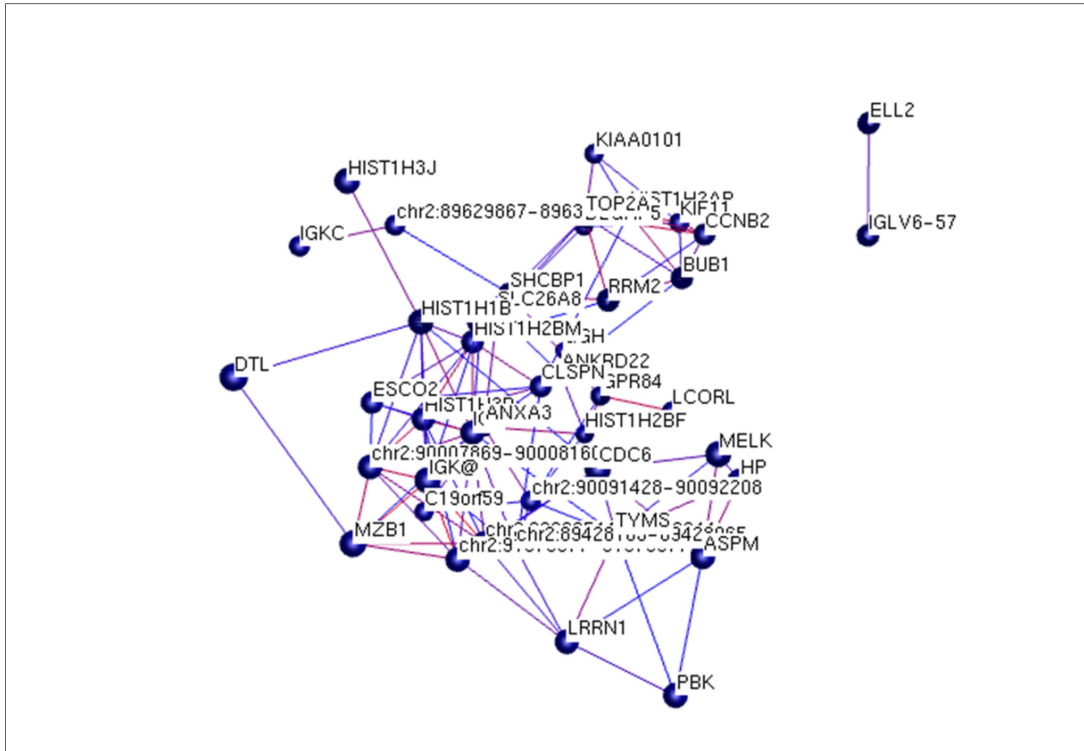 ELL2
KIAA0101
HIST1H3J
TOP2A
KIF11
chr2:89629867-8963
CCNB2
IGLV6-57
IGKC
BUB1
SHCBP1
RRM2
SLC26A8
HIST1H1B
HIST1H2BM
DTL
ANKRD22
CLSPN
GPR84
ESCO2
LCORL
ANXA3
HIST1H2BF
chr2:90007869-9000816
CDC6
MELK
IGK@
HP
chr2:90091428-90092208
C19orf59
TYMS
MZB1
ASPM
LRRN1
PBK